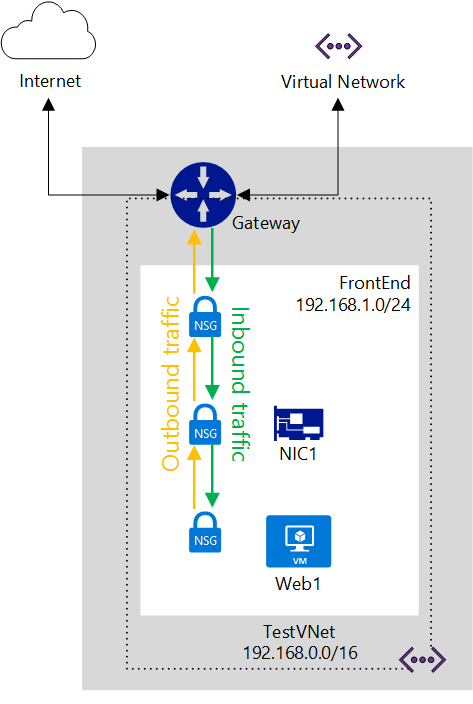 Internet
Virtual Network
Gateway
FrontEnd
192.168.1.0/24
NSG
Outbound traffic
Inbound traffic
NSG
NIC1
NSG
VM
Web1
TestVNet
192.168.0.0/16